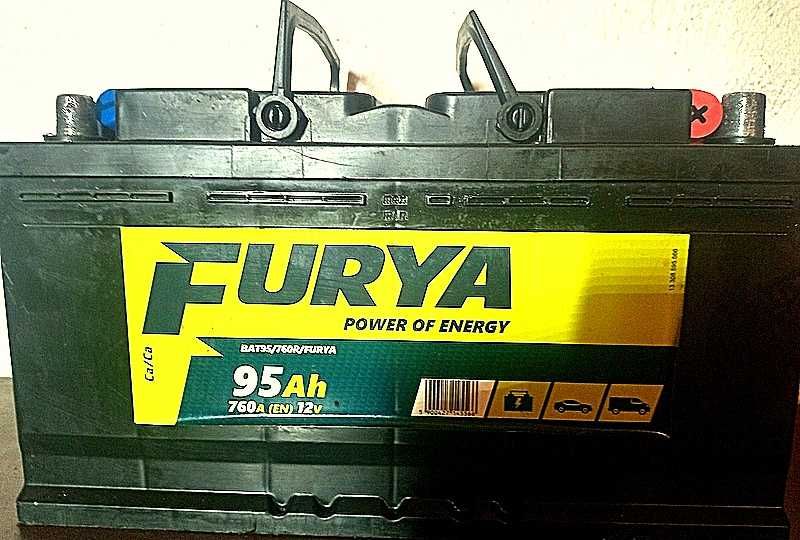 FURYA
POWER OF ENERGY
BAT95/760R/FURYA
95Ah
760A (EN) 12V
Ca/Ca